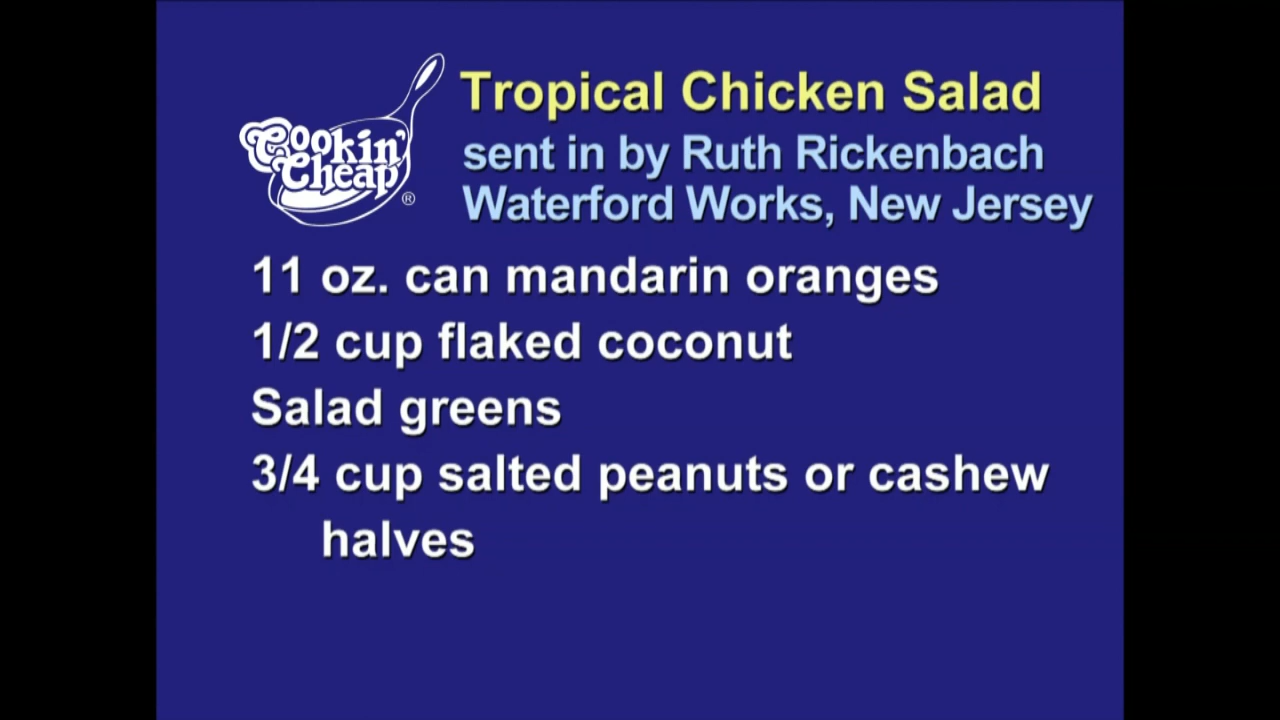 Cookin'
Cheap
®
Tropical Chicken Salad
sent in by Ruth Rickenbach
Waterford Works, New Jersey
11 oz. can mandarin oranges
1/2 cup flaked coconut
Salad greens
3/4 cup salted peanuts or cashew
halves